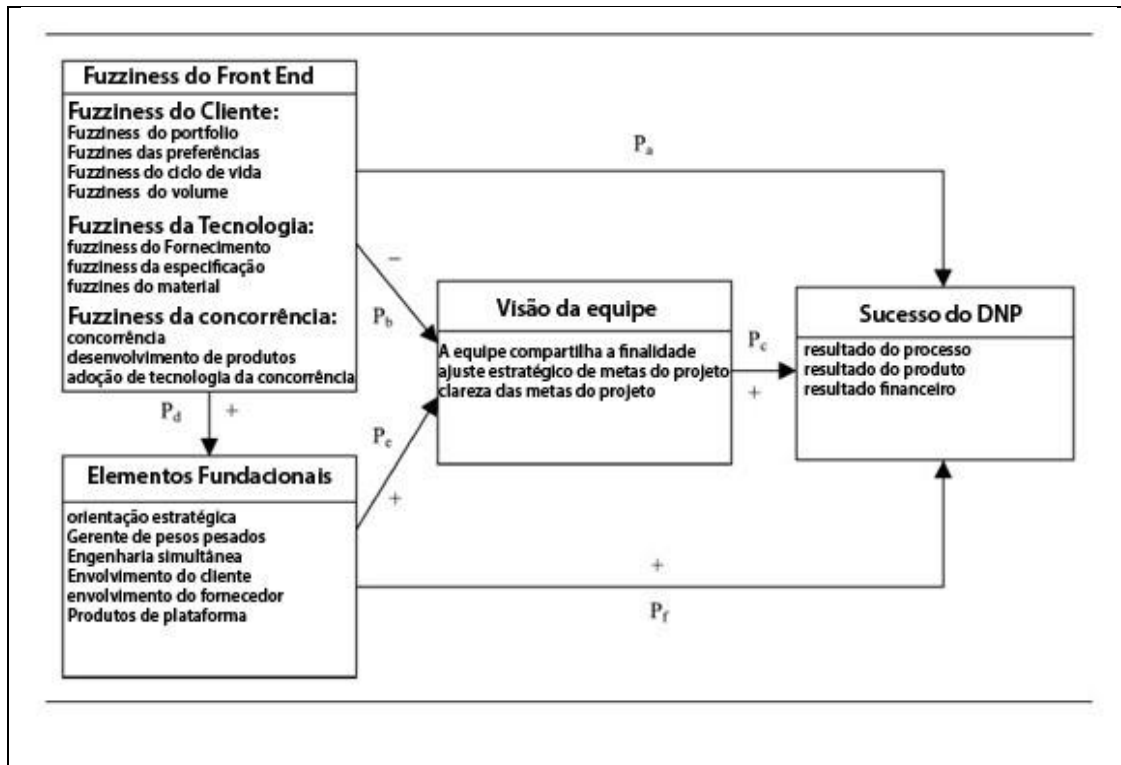 Fuzziness do Front End
Fuzziness do Cliente:
Fuzziness do portfolio
Fuzzines das preferências
Fuzziness do ciclo de vida
Fuzziness do volume
Fuzziness da Tecnologia:
fuzziness do Fornecimento
fuzziness da especificação
fuzzines do material
Fuzziness da concorrência:
concorrência
desenvolvimento de produtos
adoção de tecnologia da concorrência
Pa
−
Pb
Visão da equipe
A equipe compartilha a finalidade
ajuste estratégico de metas do projeto
clareza das metas do projeto
Pc
+
Sucesso do DNP
resultado do processo
resultado do produto
resultado financeiro
Pd +
Pe
+
Elementos Fundacionais
orientação estratégica
Gerente de pesos pesados
Engenharia simultânea
Envolvimento do cliente
envolvimento do fornecedor
Produtos de plataforma
+
Pf